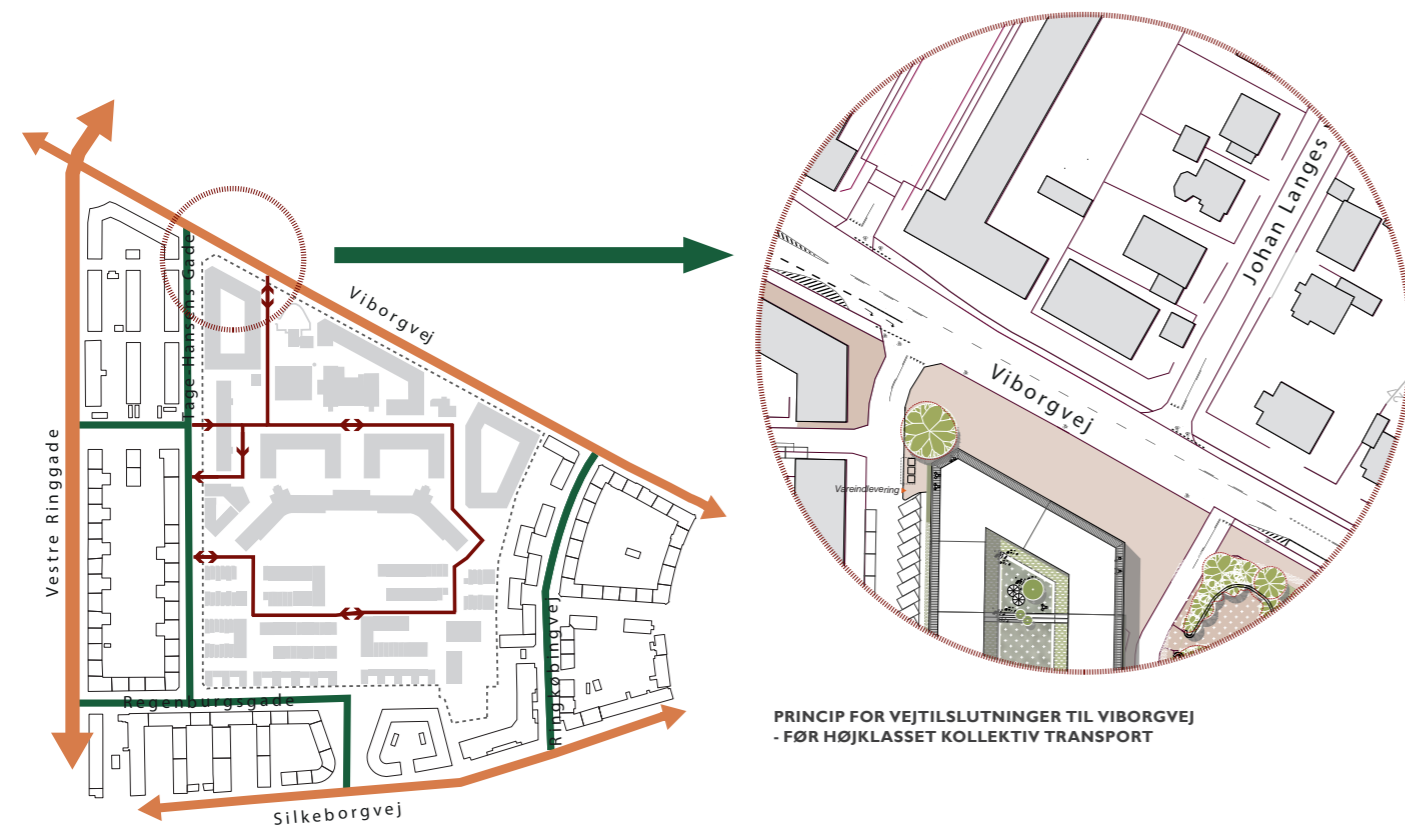 Tage-Hansens Gade
Viborgvej
Vestre Ringgade
Regenburgsgade
Ringkøbingvej
Silkeborgvej
Johan Langes
Viborgvej
Vareindlevering
PRINCIP FOR VEJTILSLUTNINGER TIL VIBORGVEJ
- FØR HØJKLASSET KOLLEKTIV TRANSPORT